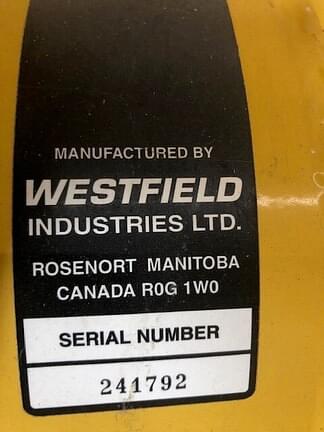 MANUFACTURED BY
WESTFIELD
INDUSTRIES LTD.
ROSENORT MANITOBA
CANADA R0G 1W0
SERIAL NUMBER
241792